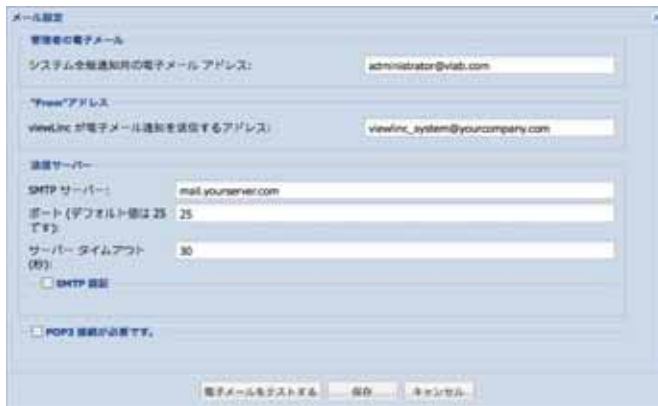 メール設定
管理者の電子メール
システム全般通知用の電子メール アドレス:
administrator@vlab.com
"From"アドレス
viewLinc が電子メール通知を送信するアドレス:
viewlinc_system@yourcompany.com
送信サーバー
SMTP サーバー:
mail.yourserver.com
ポート (デフォルト値は 25
です):
25
サーバー タイムアウト
(秒):
30
SMTP 認証
POP3 接続が必要です。
電子メールをテストする
保存
キャンセル